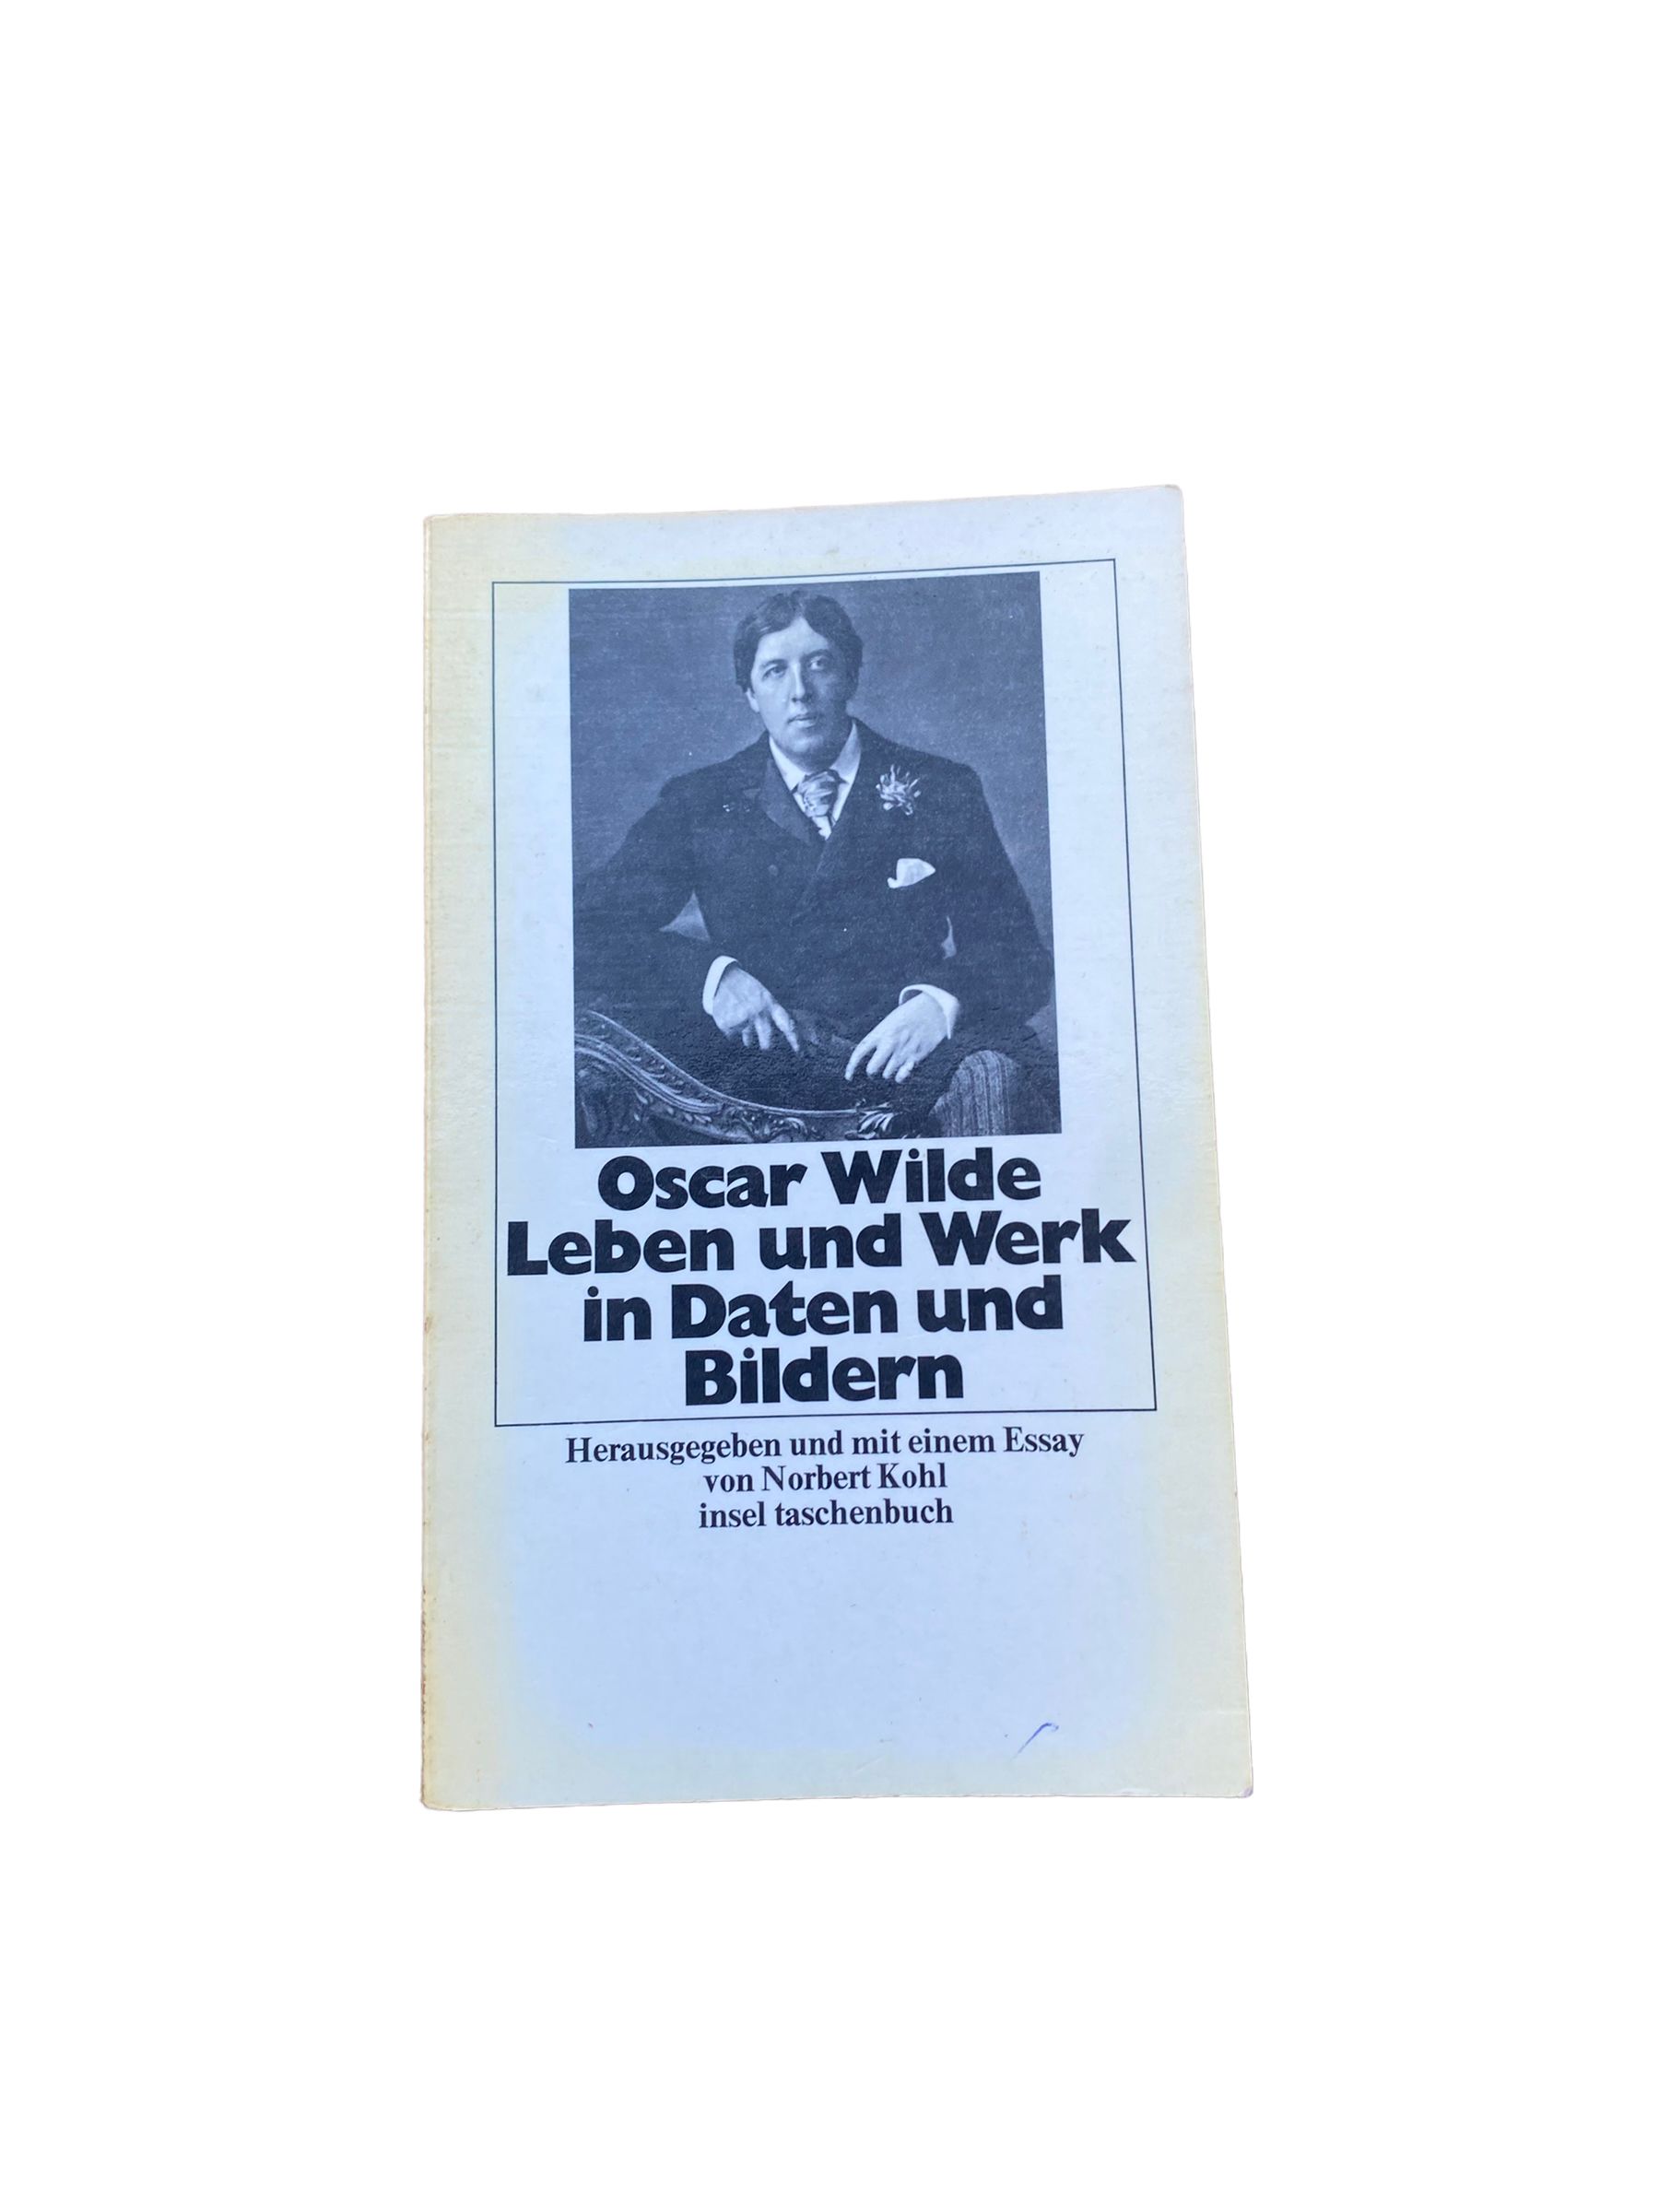 Oscar Wilde
Leben und Werk
in Daten und
Bildern
Herausgegeben und mit einem Essay
von Norbert Kohl
insel taschenbuch